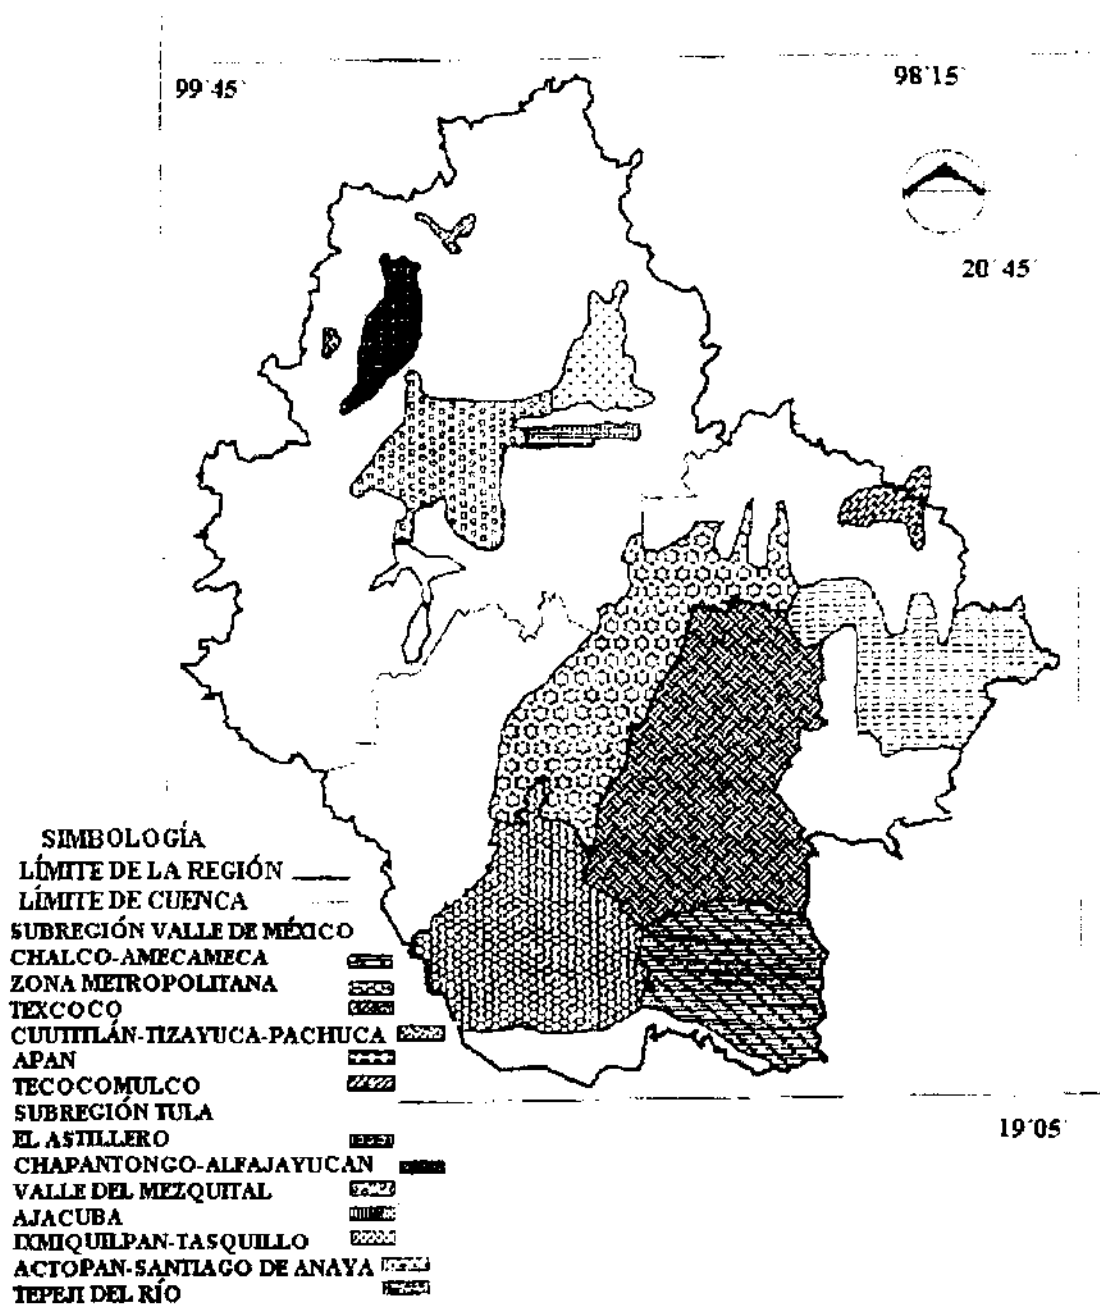 99´45´
98´15´
20´45´
SIMBOLOGÍA
LÍMITE DE LA REGIÓN
LÍMITE DE CUENCA
SUBREGIÓN VALLE DE MÉXICO
CHALCO-AMECAMECA
ZONA METROPOLITANA
TEXCOCO
CUUTITLÁN-TIZAYUCA-PACHUCA
APAN
TECOCOMULCO
SUBREGIÓN TULA
19´05´
EL ASTILLERO
CHAPANTONGO-ALFAJAYUCAN
VALLE DEL MEZQUITAL
AJACUBA
IXMIQUILPAN-TASQUILLO
ACTOPAN-SANTIAGO DE ANAYA
TEPEJI DEL RÍO